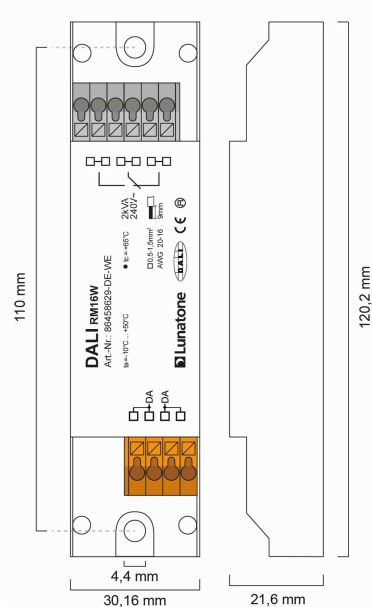 2kVA
240V~
9mm
tc = +65°C
0,5-1,5mm²
AWG 20-16
DALI RM16W
Art.-Nr.: 86458629-DE-WE
ta=-10°C ... +50°C
Lunatone
DALI
CE
DA
DA
110 mm
120,2 mm
4,4 mm
30,16 mm
21,6 mm